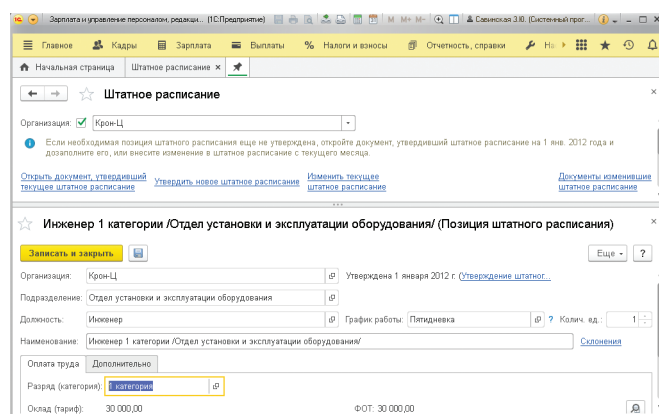 Зарплата и управление персоналом, редакци... (1С:Предприятие) M M+ M- Савинская З.Ю. (Системный прог...
Главное Кадры Зарплата Выплаты % Налоги и взносы Отчетность, справки
Начальная страница Штатное расписание ×
Штатное расписание ×
Организация: Крон-Ц
Если необходимая позиция штатного расписания еще не утверждена, откройте документ, утвердивший штатное расписание на 1 янв. 2012 года и
дозаполните его, или внесите изменение в штатное расписание с текущего месяца.
Открыть документ, утвердивший текущее штатное расписание
Утвердить новое штатное расписание
Изменить текущее штатное расписание
Документы изменившие штатное расписание
Инженер 1 категории /Отдел установки и эксплуатации оборудования/ (Позиция штатного расписания) ×
Записать и закрыть Еще ?
Организация: Крон-Ц Утверждена 1 января 2012 г. (Утверждение штатног...
Подразделение: Отдел установки и эксплуатации оборудования
Должность: Инженер График работы: Пятидневка ? Колич. ед.: 1
Наименование: Инженер 1 категории /Отдел установки и эксплуатации оборудования/ Склонения
Оплата труда Дополнительно
Разряд (категория): 1 категория
Оклад (тариф): 30 000,00 ФОТ: 30 000,00